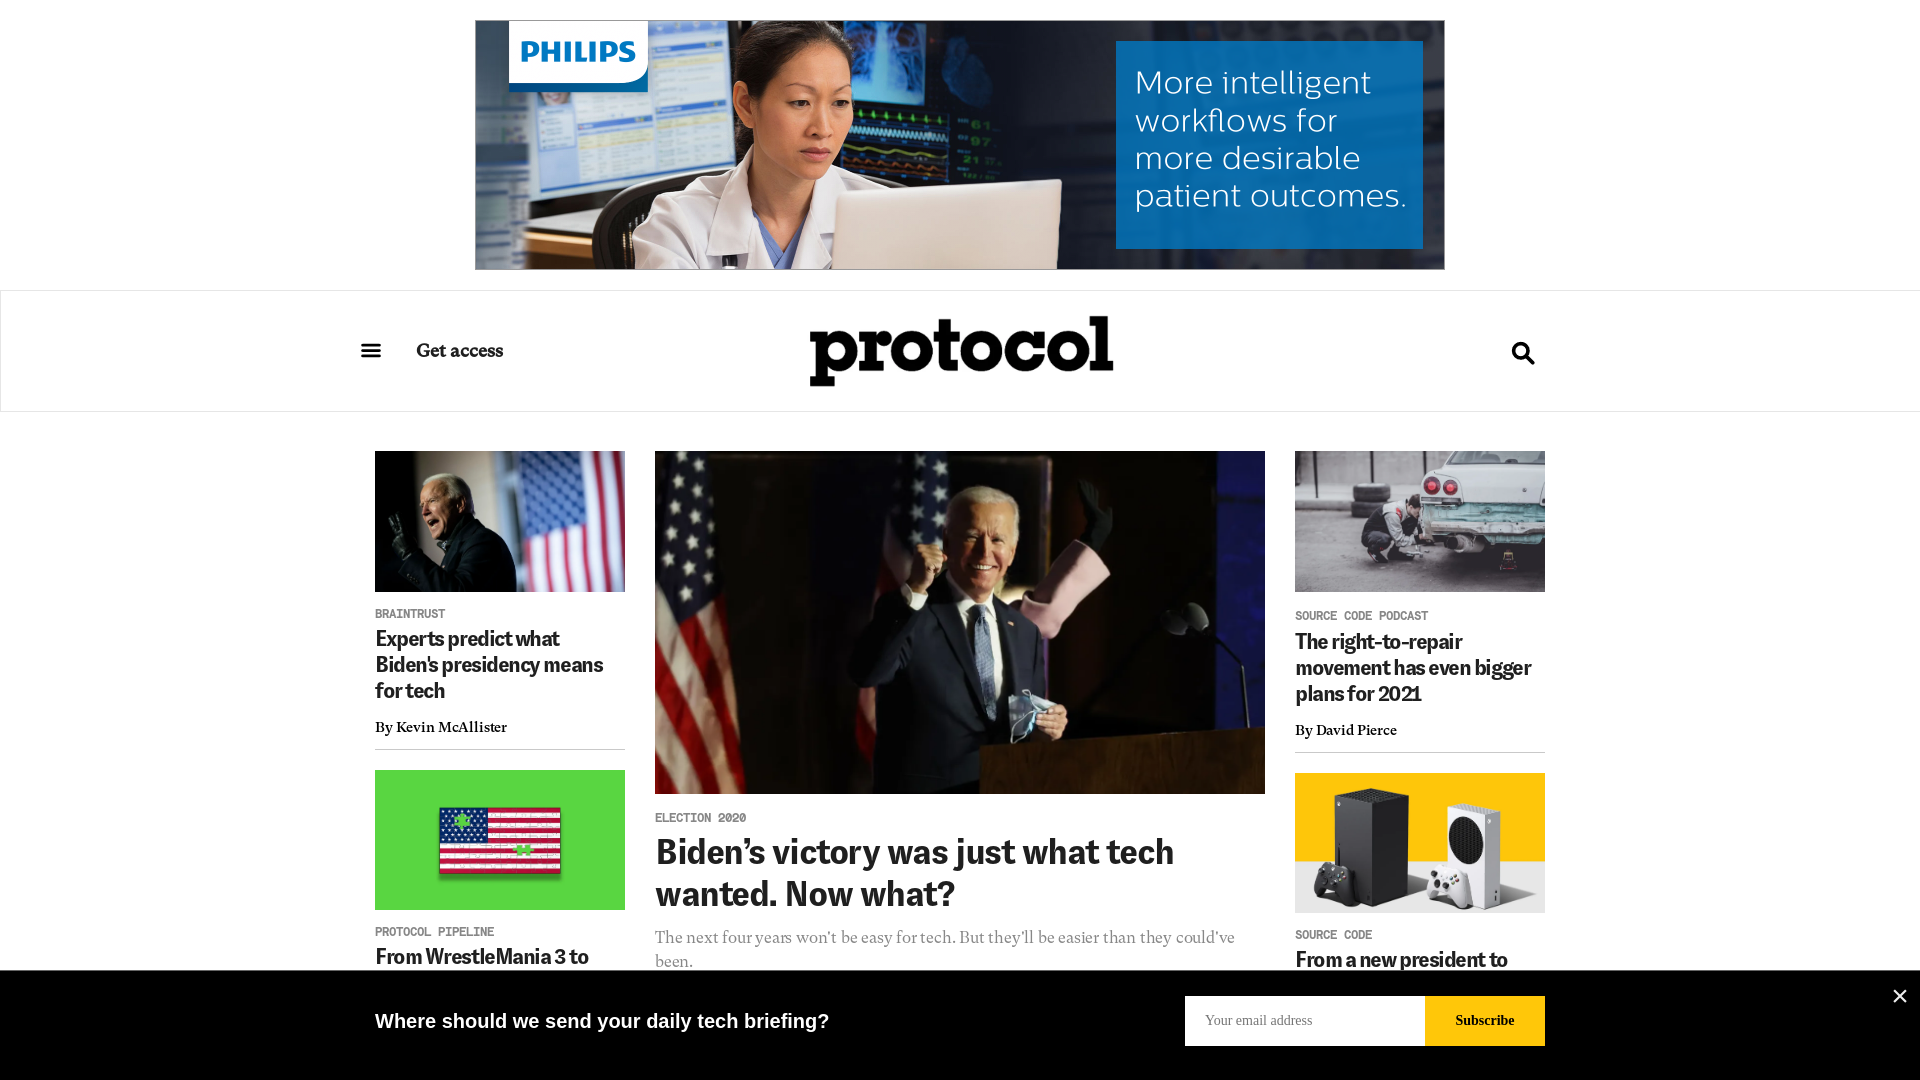 PHILIPS
More intelligent
workflows for
more desirable
patient outcomes.
61
97
Get access
protocol
BRAINTRUST
Experts predict what
Biden's presidency means
for tech
By Kevin McAllister
PROTOCOL PIPELINE
From WrestleMania 3 to
ELECTION 2020
Biden’s victory was just what tech
wanted. Now what?
The next four years won't be easy for tech. But they'll be easier than they could've
been.
SOURCE CODE PODCAST
The right-to-repair
movement has even bigger
plans for 2021
By David Pierce
SOURCE CODE
From a new president to
Where should we send your daily tech briefing?
Your email address
Subscribe